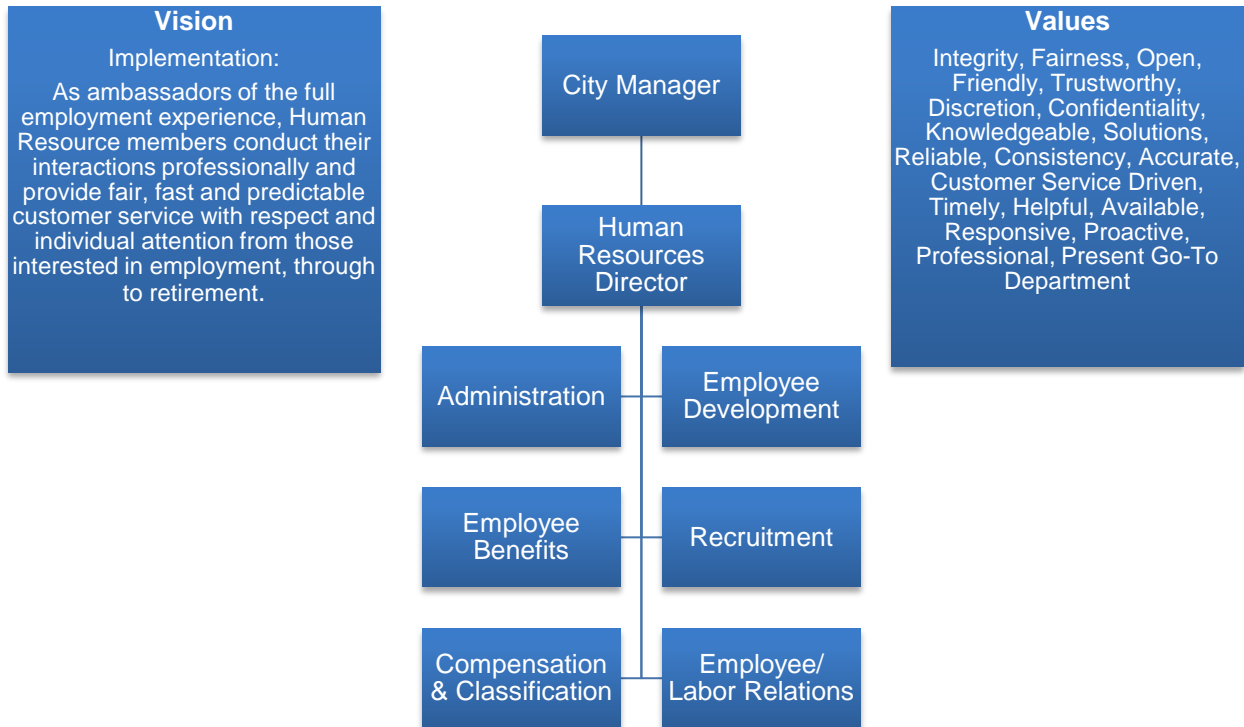 Vision
Implementation:
As ambassadors of the full
employment experience, Human
Resource members conduct their
interactions professionally and
provide fair, fast and predictable
customer service with respect and
individual attention from those
interested in employment, through
to retirement.
City Manager
Human
Resources
Director
Administration
Employee
Development
Employee
Benefits
Recruitment
Compensation
& Classification
Employee/
Labor Relations
Values
Integrity, Fairness, Open,
Friendly, Trustworthy,
Discretion, Confidentiality,
Knowledgeable, Solutions,
Reliable, Consistency, Accurate,
Customer Service Driven,
Timely, Helpful, Available,
Responsive, Proactive,
Professional, Present Go-To
Department